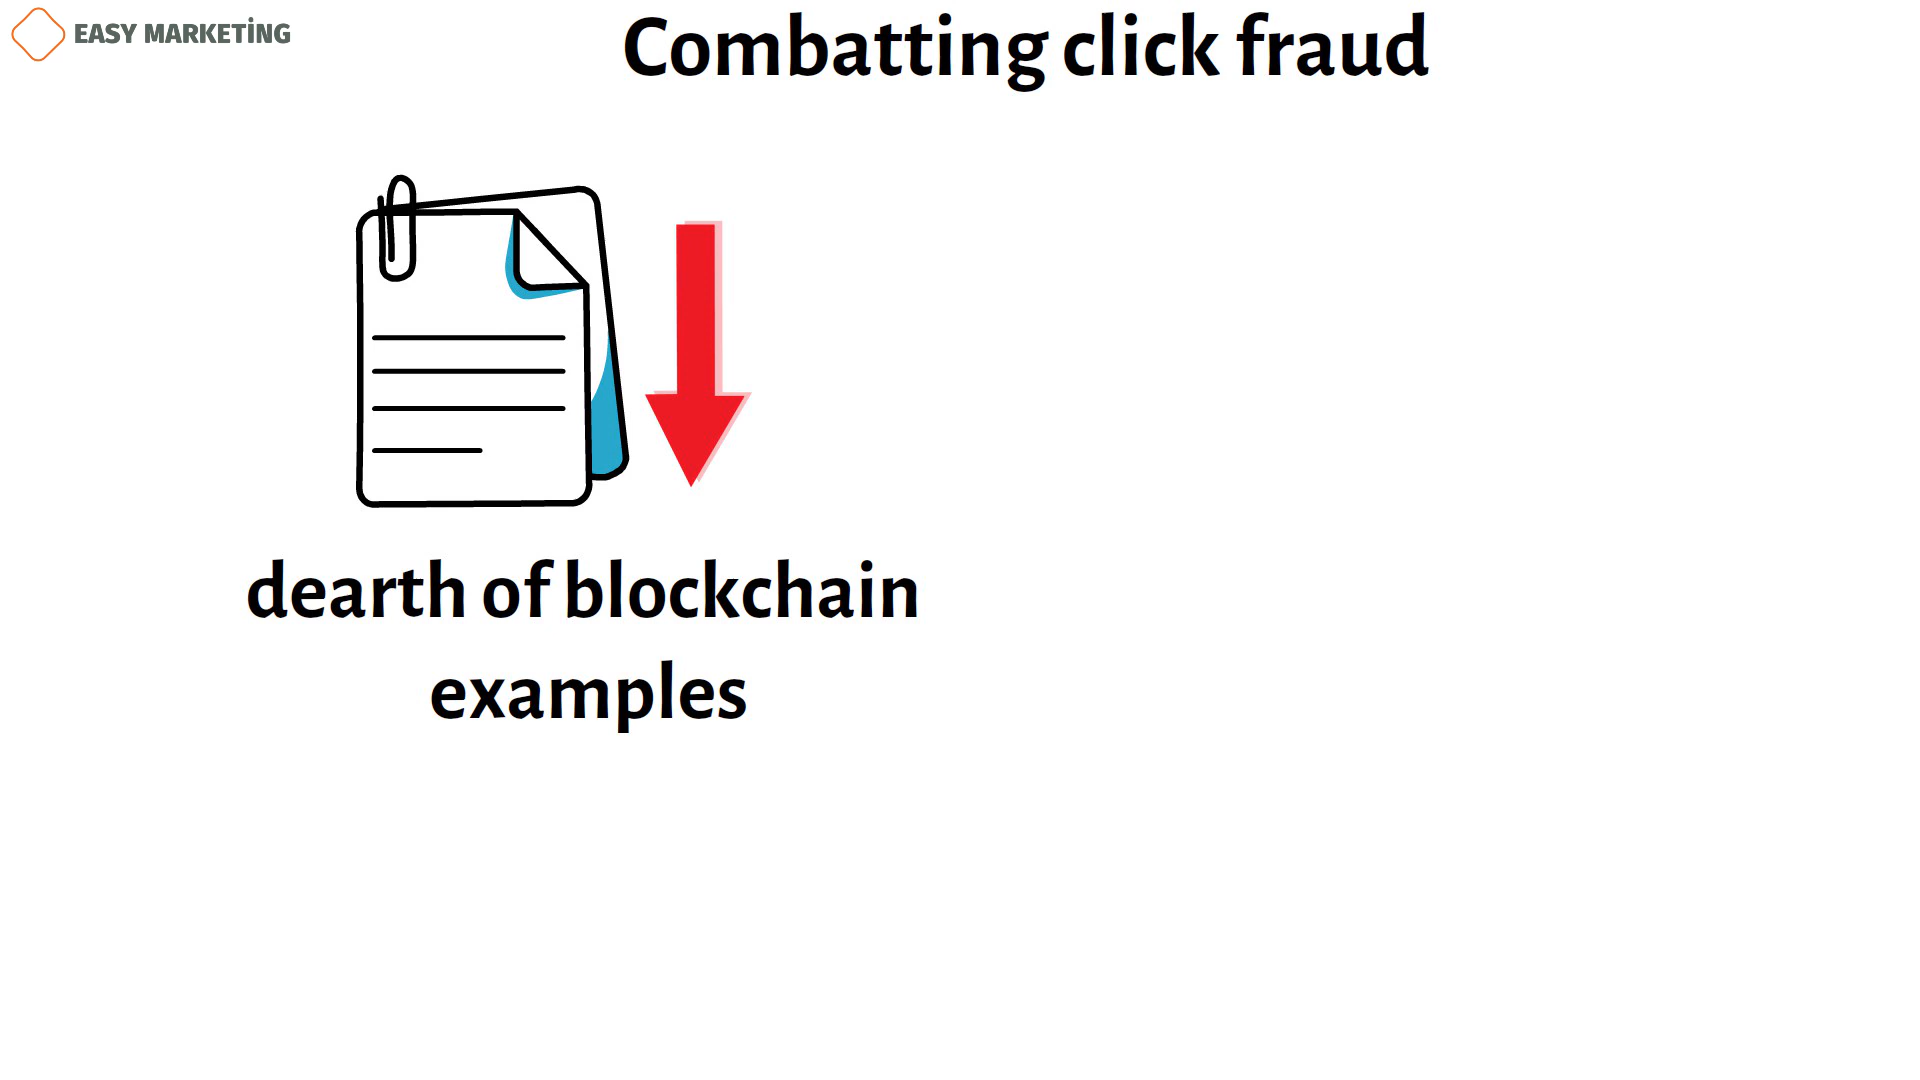 EASY MARKETİNG
Combatting click fraud
dearth of blockchain
examples